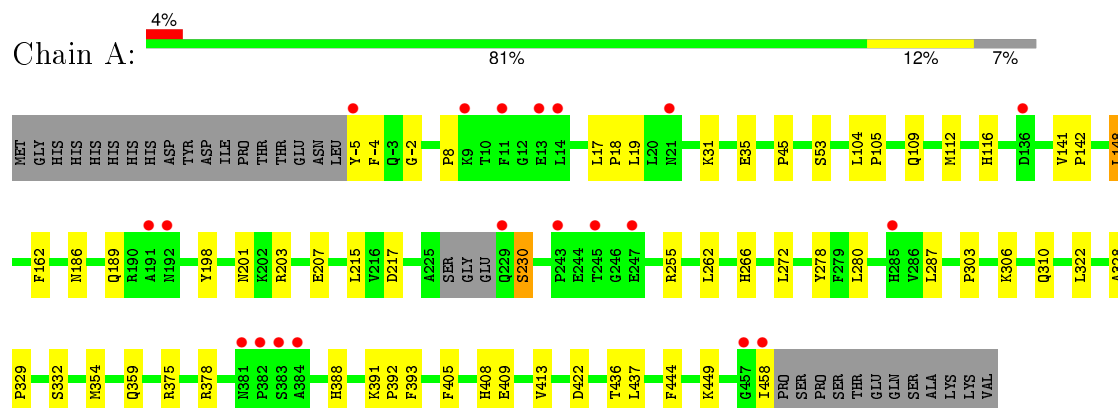 4%
Chain A:
81% 12% 7%
MET GLY HIS HIS HIS HIS HIS HIS ASP TYR ASP ILE PRO THR THR GLU ASN LEU Y-5 F-4 Q-3 G-2 P8 K9 T10 F11 G12 E13 L14 L17 P18 L19 L20 N21 K31 E35 P45 S53 L104 P105 Q109 M112 H116 D136 V141 P142 L148
F162 N186 Q189 R190 A191 N192 Y198 N201 K202 R203 E207 L215 V216 D217 A225 SER GLY GLU Q229 S230 P243 E244 T245 G246 E247 R255 L262 H266 L272 Y278 F279 L280 H285 V286 L287 P303 K306 Q310 L322 A328
P329 S332 M354 Q359 R375 R378 N381 P382 S383 A384 H388 K391 P392 F393 F405 H408 E409 V413 D422 T436 L437 F444 K449 G457 I458 PRO SER PRO SER THR GLU GLN SER ALA LYS LYS VAL